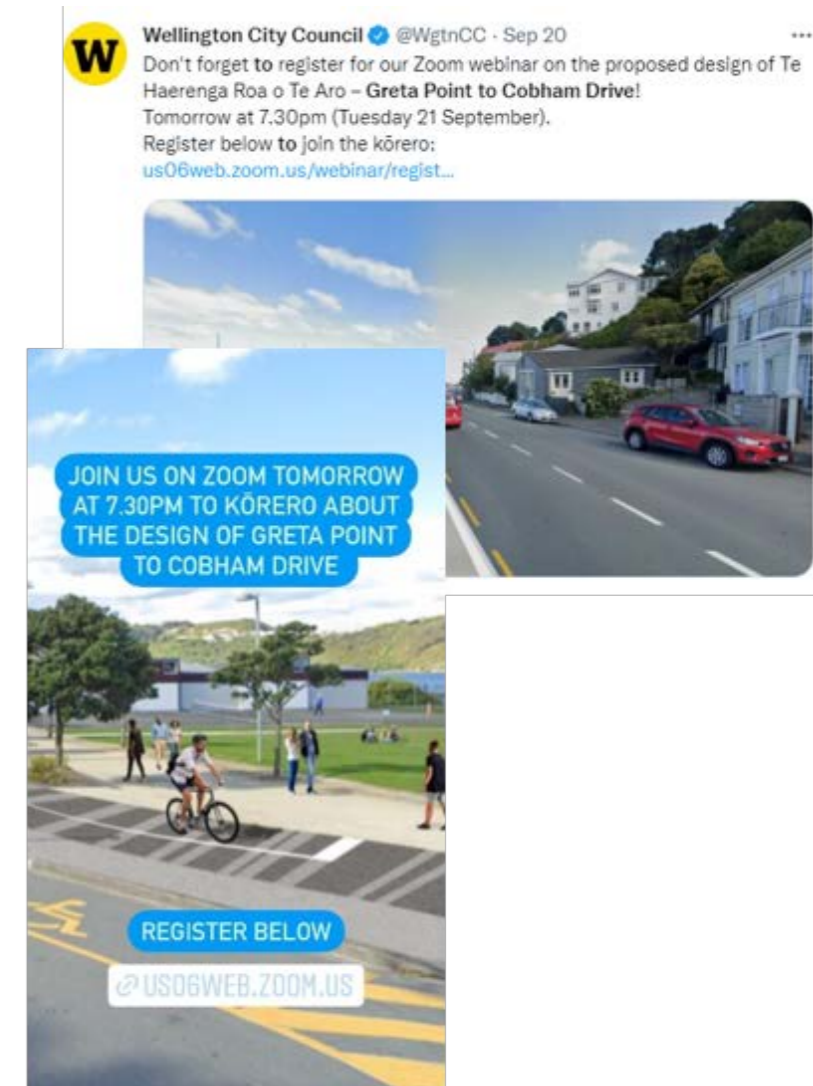 W
Wellington City Council @WgtnCC · Sep 20
Don't forget to register for our Zoom webinar on the proposed design of Te
Haerenga Roa o Te Aro – Greta Point to Cobham Drive!
Tomorrow at 7.30pm (Tuesday 21 September).
Register below to join the kōrero:
us06web.zoom.us/webinar/regist...
JOIN US ON ZOOM TOMORROW
AT 7.30PM TO KŌRERO ABOUT
THE DESIGN OF GRETA POINT
TO COBHAM DRIVE
REGISTER BELOW
US06WEB.ZOOM.US